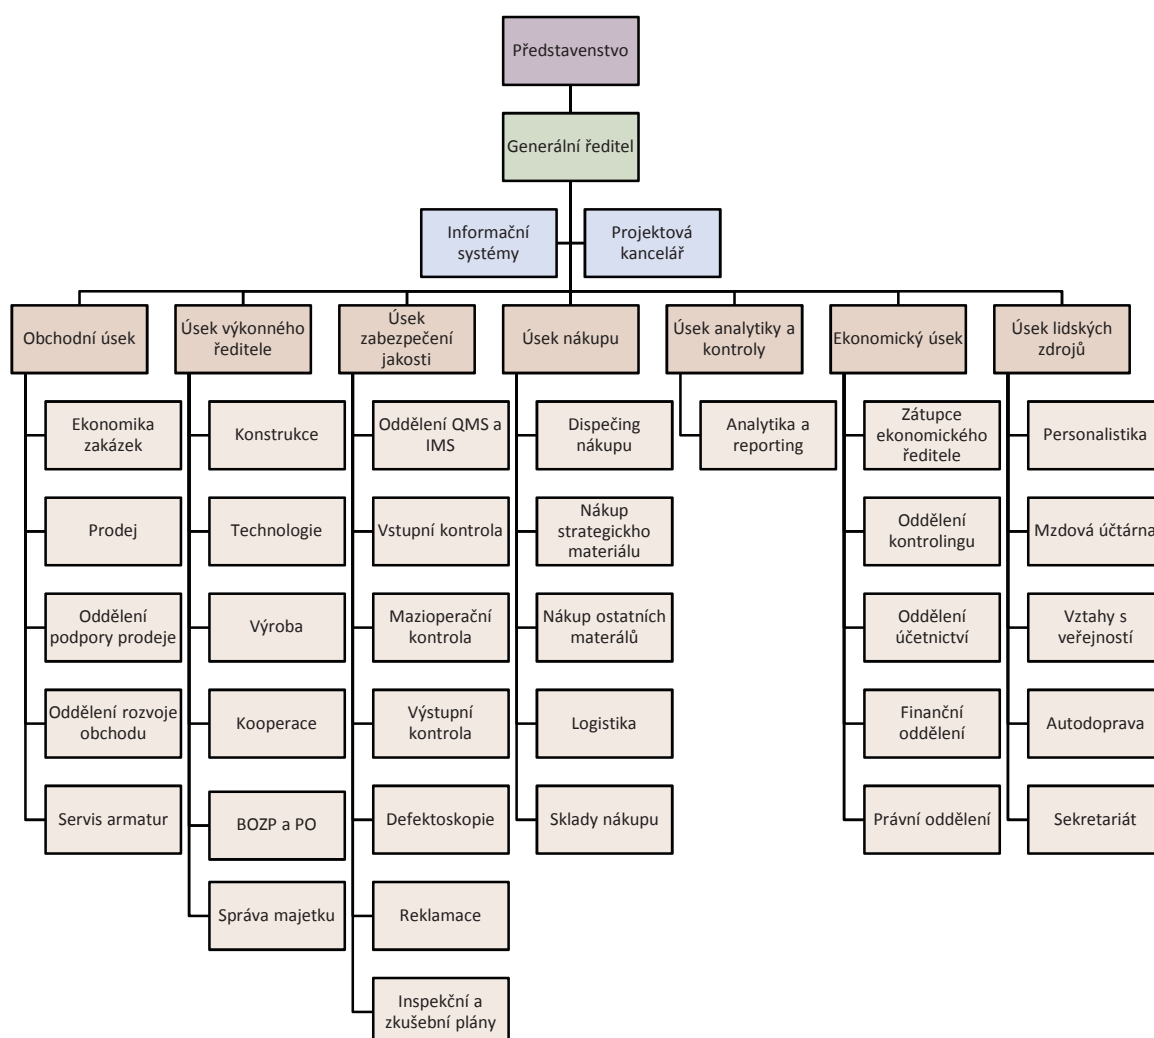 Představenstvo
Generální ředitel
Informační
systémy
Projektová
kancelář
Obchodní úsek
Úsek výkonného
ředitele
Úsek
zabezpečení
jakosti
Úsek nákupu
Úsek analytiky a
kontroly
Ekonomický úsek
Úsek lidských
zdrojů
Ekonomika
zakázek
Prodej
Oddělení
podpory prodeje
Oddělení rozvoje
obchodu
Servis armatur
Konstrukce
Technologie
Výroba
Kooperace
BOZP a PO
Správa majetku
Oddělení QMS a
IMS
Vstupní kontrola
Mazioperační
kontrola
Výstupní
kontrola
Defektoskopie
Reklamace
Inspekční a
zkušební plány
Dispečing
nákupu
Nákup
strategickho
materiálu
Nákup ostatních
materálů
Logistika
Sklady nákupu
Analytika a
reporting
Zátupce
ekonomického
ředitele
Oddělení
kontrolingu
Oddělení
účetnictví
Finanční
oddělení
Právní oddělení
Personalistika
Mzdová účtárna
Vztahy s
veřejností
Autodoprava
Sekretariát